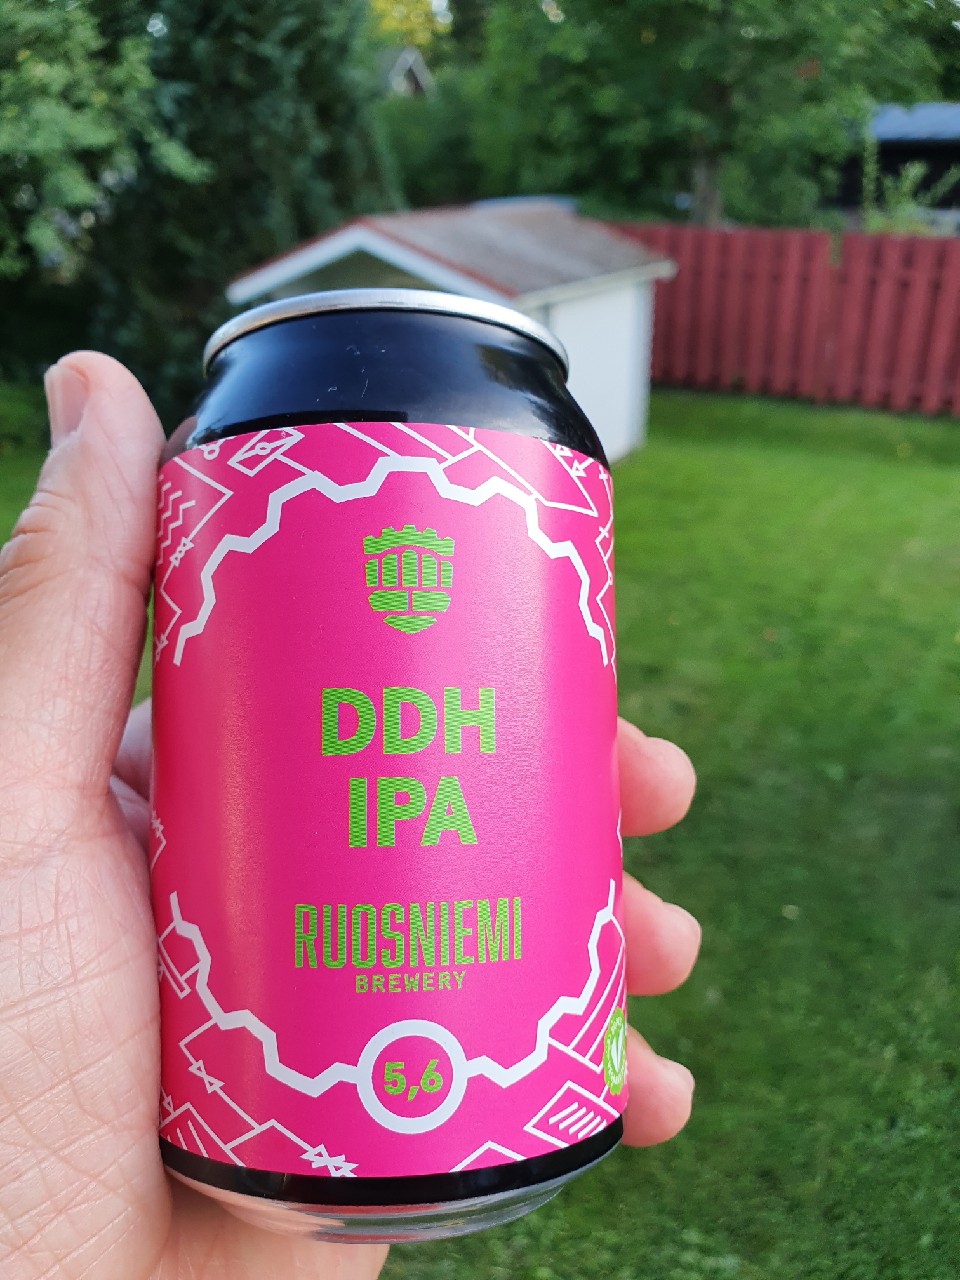 DDH
IPA
RUOSNIEMI
BREWERY
5,6